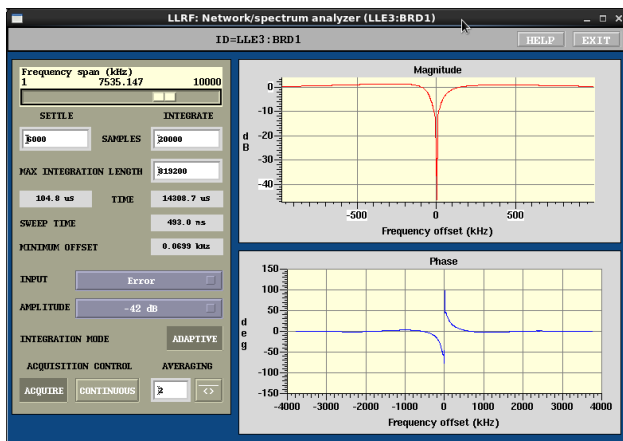 LLRF: Network/spectrum analyzer (LLE3:BRD1)
ID=LLE3:BRD1
HELP
EXIT
Frequency span (kHz)
1 7535.147 10000
SETTLE INTEGRATE
6000 SAMPLES 20000
MAX INTEGRATION LENGTH 819200
104.8 uS TIME 14308.7 uS
SWEEP TIME 493.0 ms
MINIMUM OFFSET 0.0699 kHz
INPUT Error
AMPLITUDE -42 dB
INTEGRATION MODE ADAPTIVE
ACQUISITION CONTROL AVERAGING
ACQUIRE CONTINUOUS 2 <>
Magnitude
dB
0
-10
-20
-30
-40
-500 0 500
Frequency offset (kHz)
Phase
deg
150
100
50
0
-50
-100
-150
-4000 -3000 -2000 -1000 0 1000 2000 3000 4000
Frequency offset (kHz)